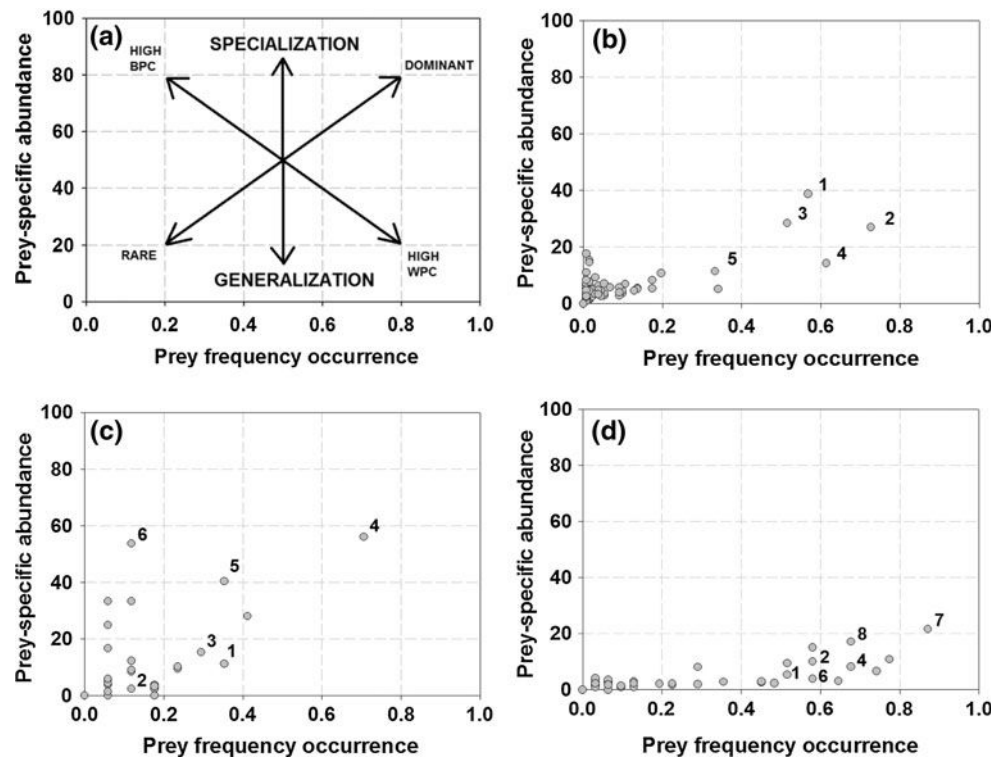 (a)
Prey-specific abundance
100
80
60
40
20
0
HIGH
BPC
SPECIALIZATION
DOMINANT
RARE
GENERALIZATION
HIGH
WPC
0.0 0.2 0.4 0.6 0.8 1.0
Prey frequency occurrence
(b)
Prey-specific abundance
100
80
60
40
20
0
1
3
2
4
5
0.0 0.2 0.4 0.6 0.8 1.0
Prey frequency occurrence
(c)
Prey-specific abundance
100
80
60
40
20
0
6
4
5
3
1
2
0.0 0.2 0.4 0.6 0.8 1.0
Prey frequency occurrence
(d)
Prey-specific abundance
100
80
60
40
20
0
7
8
2
4
1
6
0.0 0.2 0.4 0.6 0.8 1.0
Prey frequency occurrence